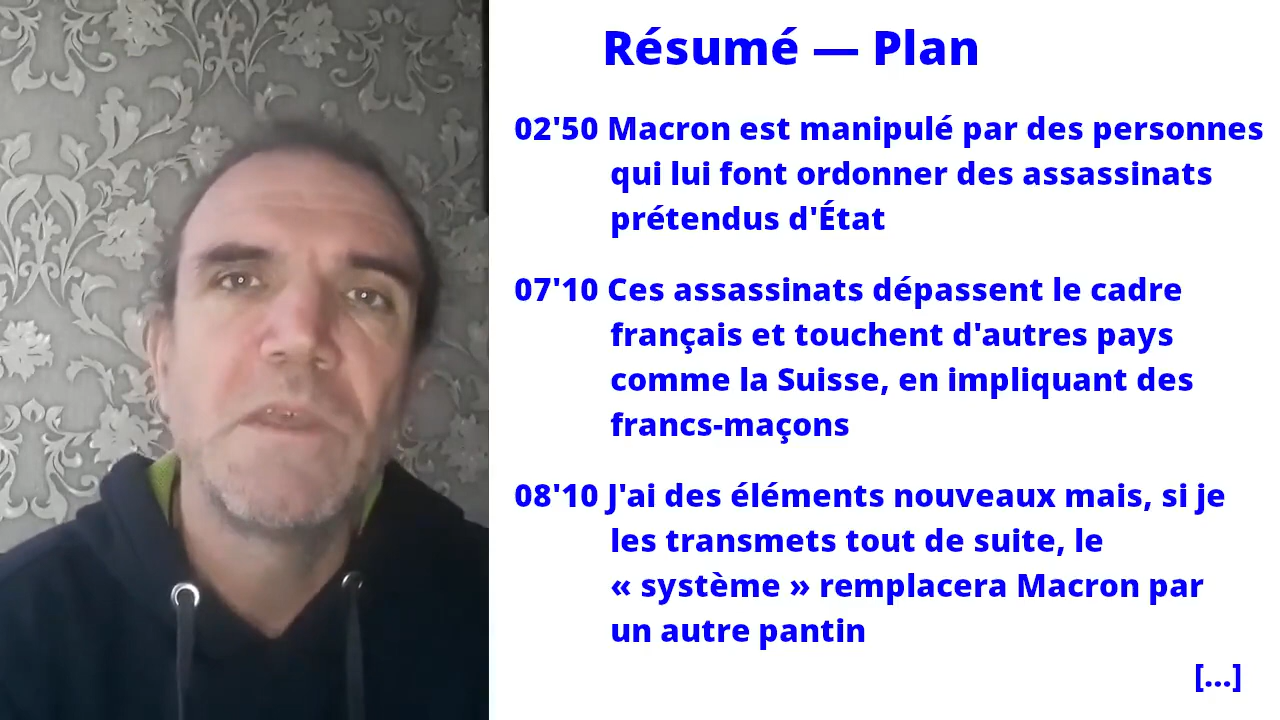 Résumé — Plan
02'50 Macron est manipulé par des personnes
qui lui font ordonner des assassinats
prétendus d'État
07'10 Ces assassinats dépassent le cadre
français et touchent d'autres pays
comme la Suisse, en impliquant des
francs-maçons
08'10 J'ai des éléments nouveaux mais, si je
les transmets tout de suite, le
« système » remplacera Macron par
un autre pantin
[...]